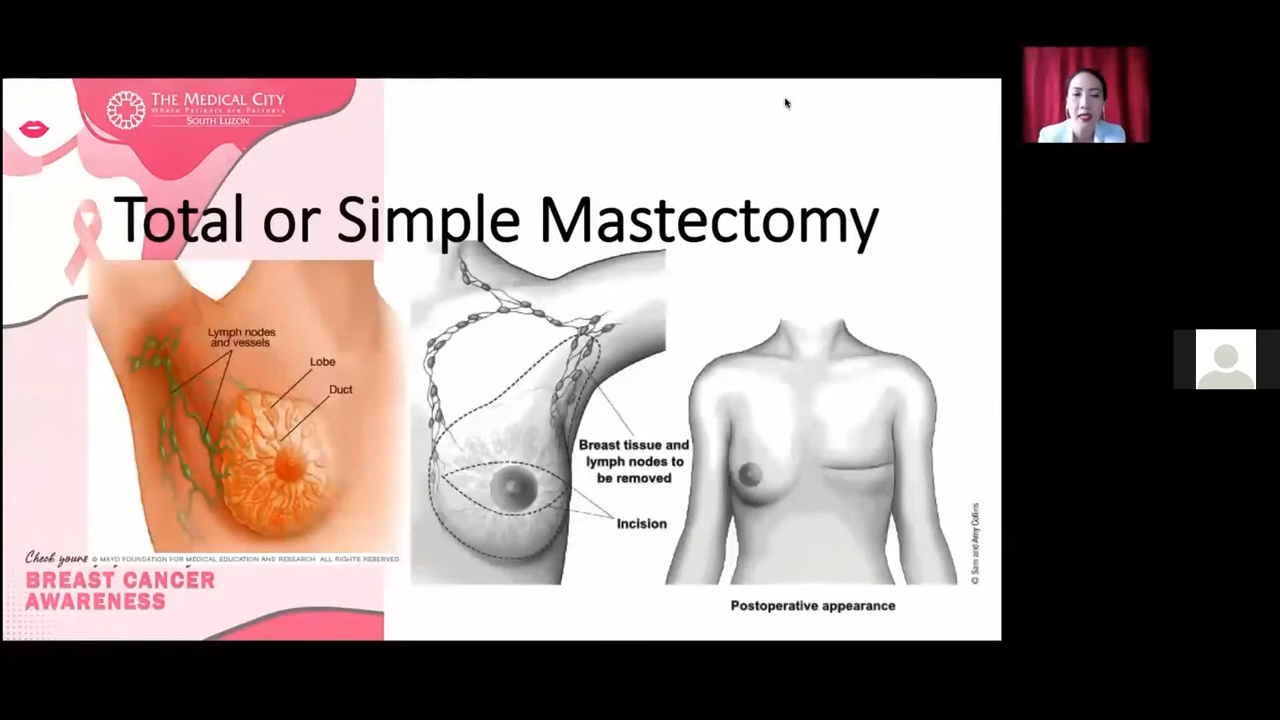 THE MEDICAL CITY
Where Patients are Partners
SOUTH LUZON
Total or Simple Mastectomy
Lymph nodes
and vessels
Lobe
Duct
Breast tissue and
lymph nodes to
be removed
Incision
© Sam and Amy Collins
Check yours
© MAYO FOUNDATION FOR MEDICAL EDUCATION AND RESEARCH. ALL RIGHTS RESERVED.
BREAST CANCER
AWARENESS
Postoperative appearance